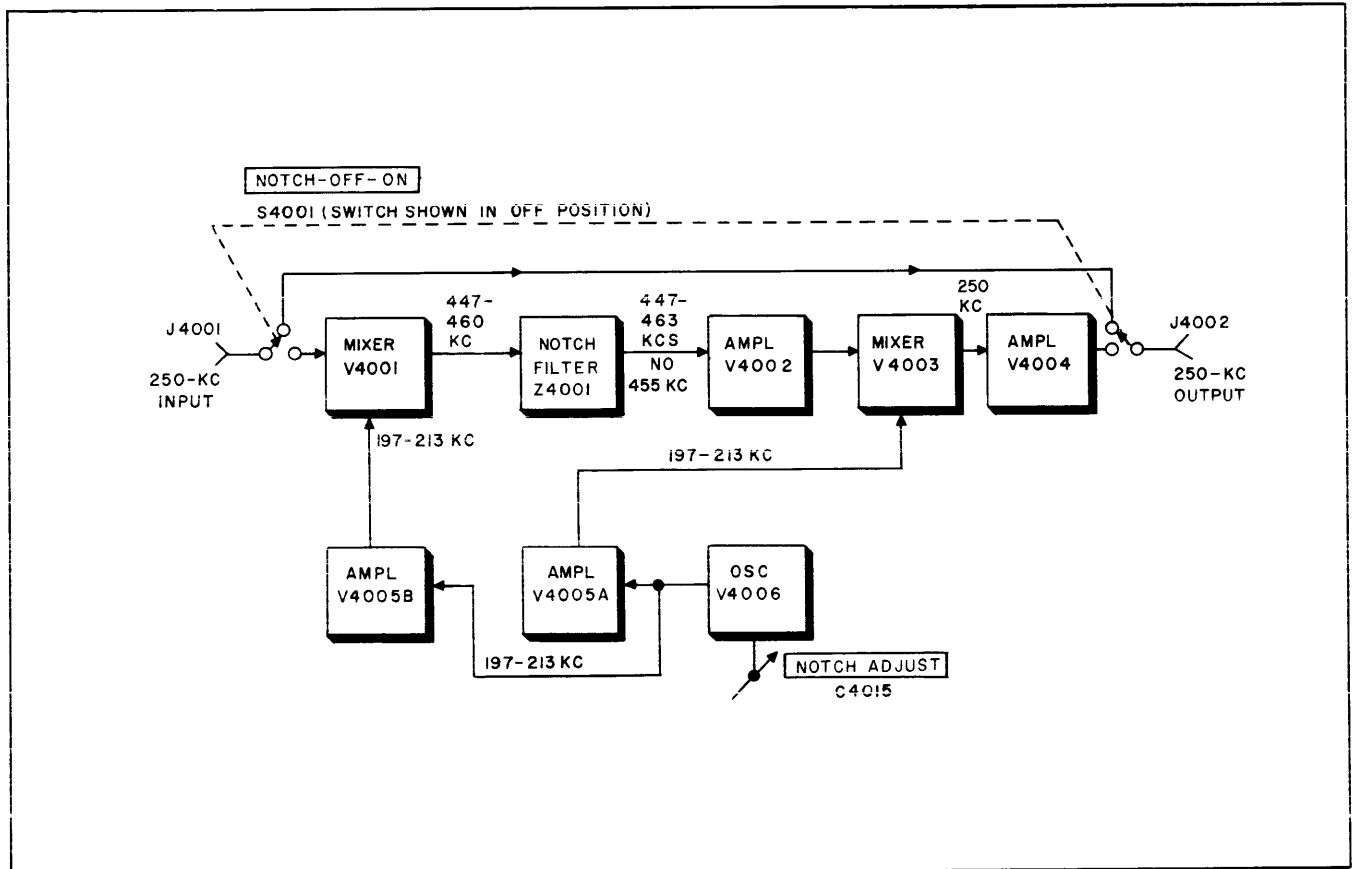 NOTCH-OFF-ON
S4001 (SWITCH SHOWN IN OFF POSITION)
J4001
250-KC
INPUT
MIXER
V4001
447-
460
KC
NOTCH
FILTER
Z4001
447-
463
KCS
NO
455 KC
AMPL
V4002
MIXER
V4003
250
KC
AMPL
V4004
J4002
250-KC
OUTPUT
197-213 KC
197-213 KC
AMPL
V4005B
AMPL
V4005A
OSC
V4006
197-213 KC
NOTCH ADJUST
C4015